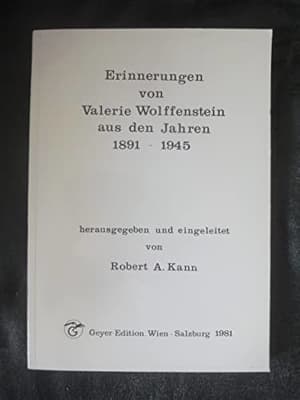 Erinnerungen
von
Valerie Wolffenstein
aus den Jahren
1891 - 1945
herausgegeben und eingeleitet
von
Robert A. Kann
Geyer-Edition Wien - Salzburg 1981